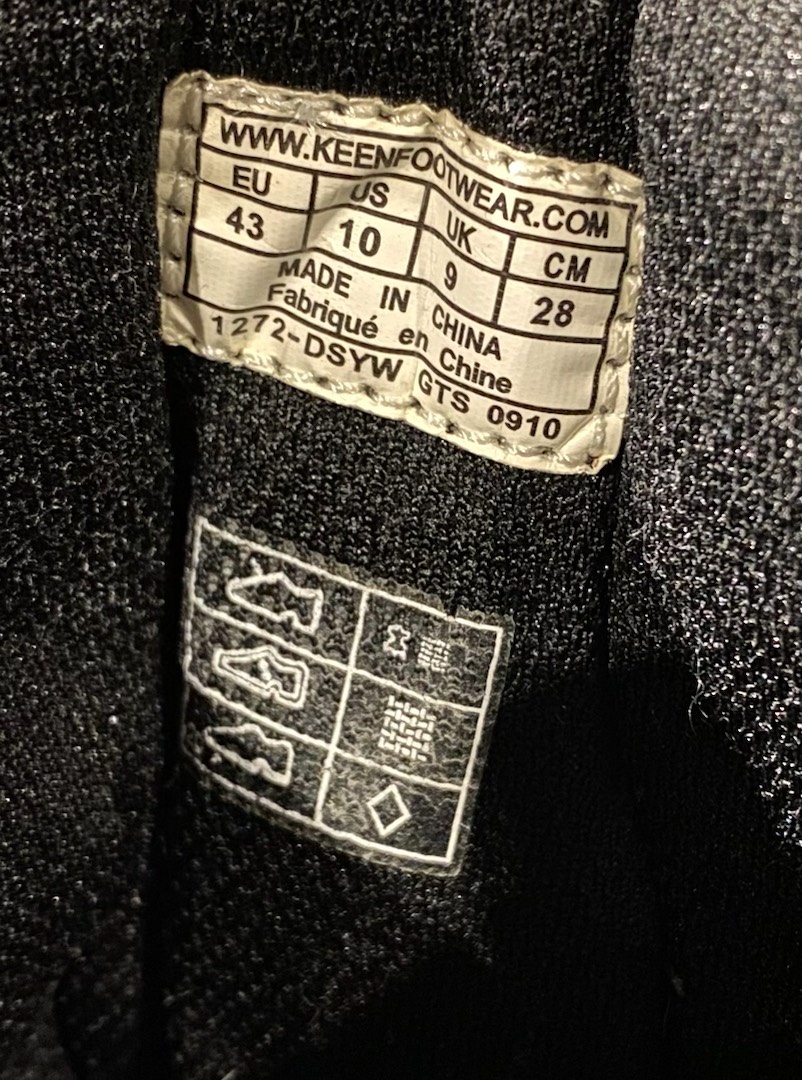 WWW.KEENFOOTWEAR.COM
EU US UK CM
43 10 9 28
MADE IN CHINA
Fabriqué en Chine
1272-DSYW GTS 0910